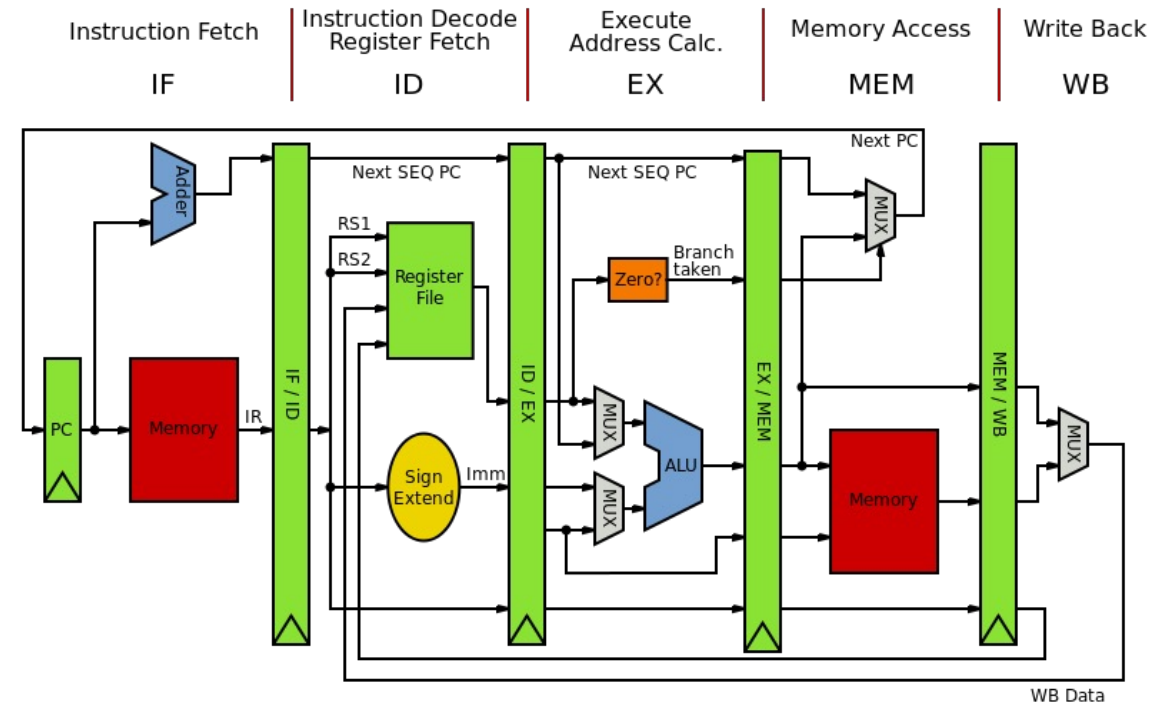 Instruction Fetch
IF
Instruction Decode
Register Fetch
ID
Execute
Address Calc.
EX
Memory Access
MEM
Write Back
WB
Next PC
Adder
Next SEQ PC
Next SEQ PC
MUX
RS1
RS2
Register
File
Branch
taken
Zero?
PC
Memory
IR
IF / ID
ID / EX
EX / MEM
MEM / WB
MUX
ALU
MUX
Sign
Extend
Imm
Memory
MUX
WB Data